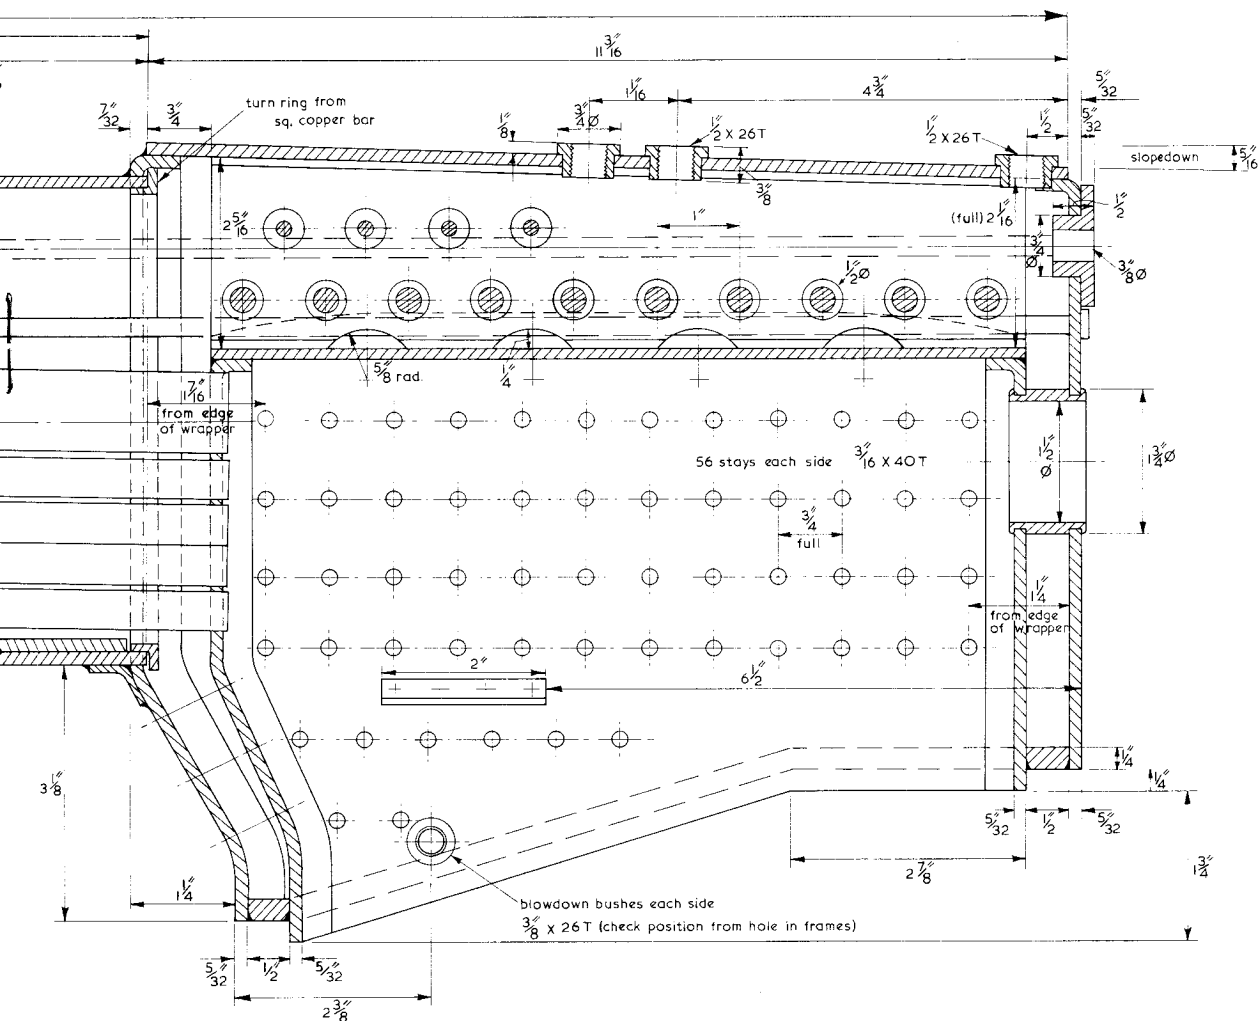 11 3/16"
7/32"
3/4"
turn ring from
sq. copper bar
1/8"
3/4"Ø
1 1/16"
1/2" X 26T
4 3/4"
5/32"
1/2" X 26T
1/2"
5/32"
slopedown
5/16"
3/8"
2 5/16"
1"
(full) 2 1/16"
1/2"
3/4" Ø
3/8"Ø
1/2"Ø
5/8" rad.
1/4"
1 7/16"
from edge
of wrapper
56 stays each side 3/16" X 40T
1 1/2" Ø
1 3/4"Ø
3/4"
full
1 1/4"
from edge
of wrapper
2"
6 1/2"
3 1/8"
1/4"
1/4"
5/32"
1/2"
5/32"
2 7/8"
1 3/4"
1 1/4"
blowdown bushes each side
3/8" X 26T (check position from hole in frames)
5/32"
1/2"
5/32"
2 3/8"